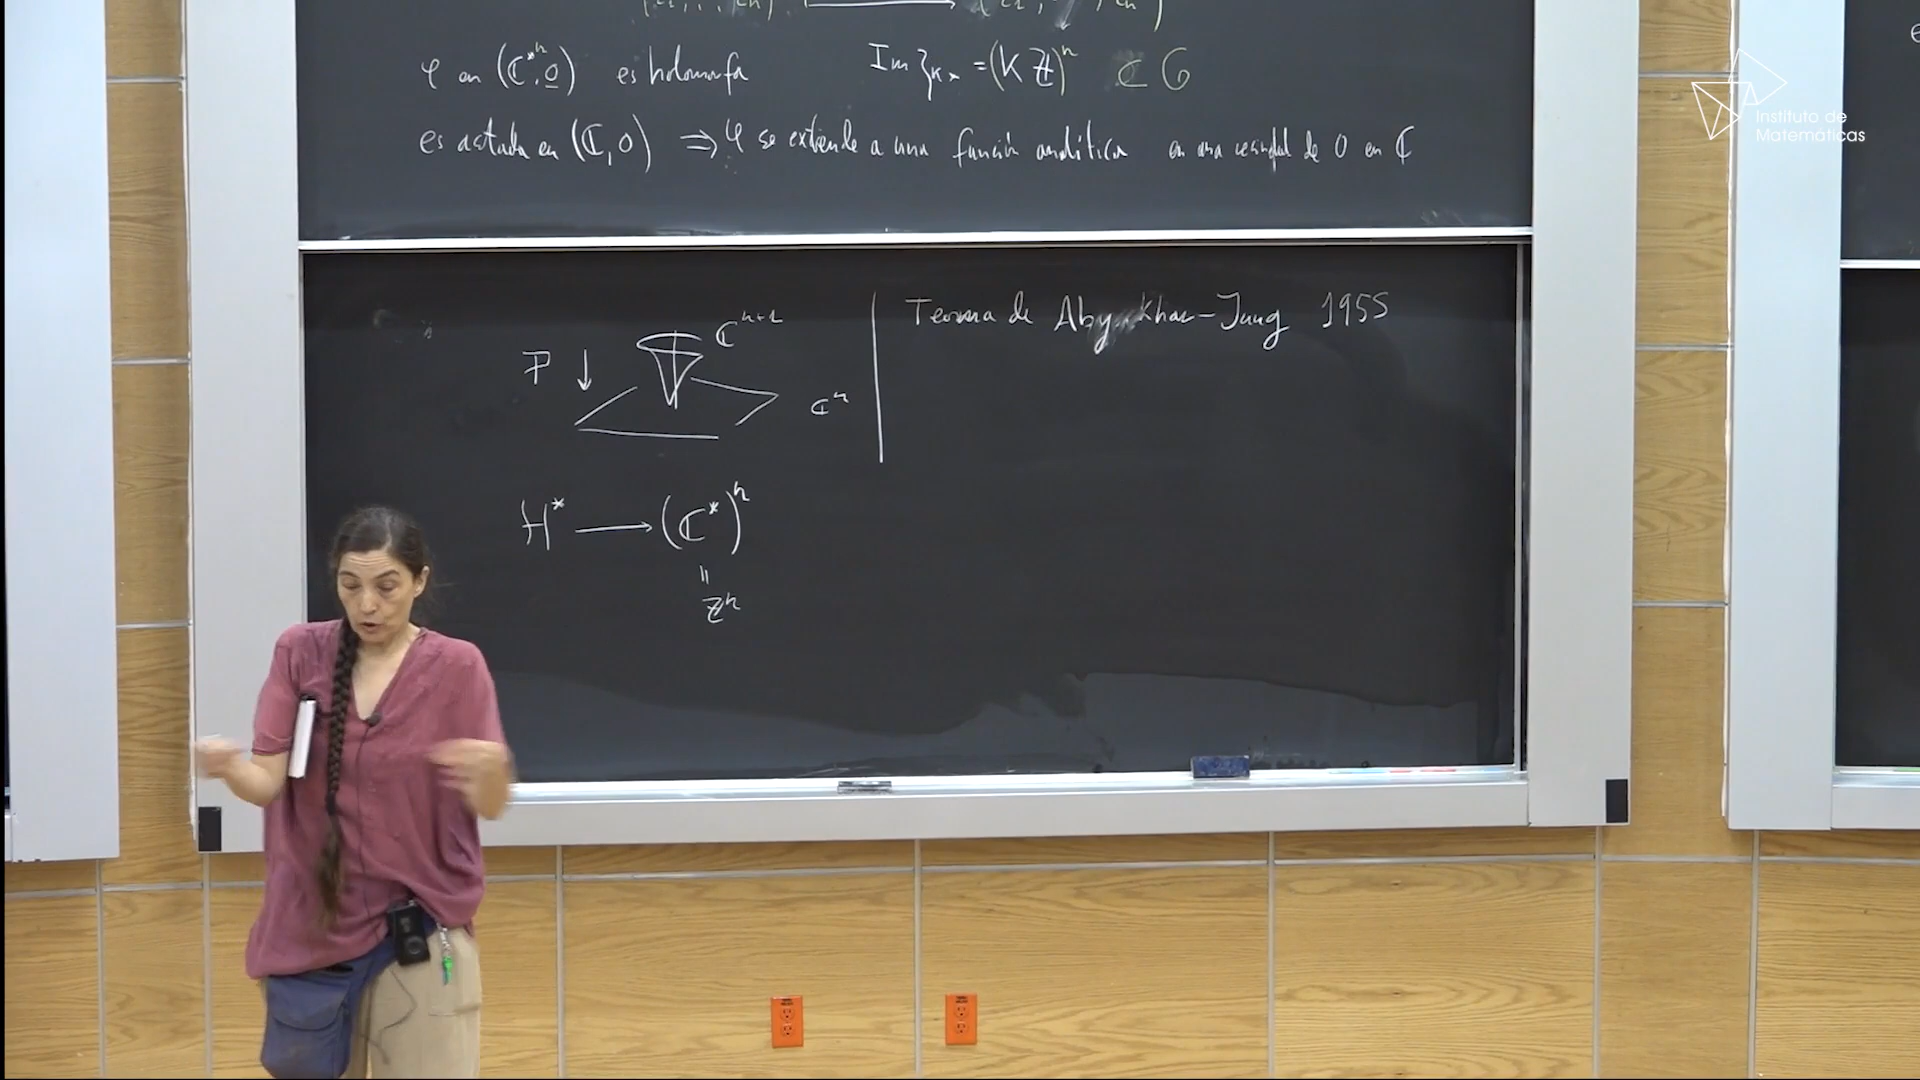 φ en (ℂ*ⁿ, 0) es holomorfa
Im ξ_k* = (K ℤ)ⁿ ⊂ G
es acotada en (ℂ, 0) ⇒ φ se extiende a una función analítica en una vecindad de 0 en ℂ
Instituto de
Matemáticas
P ↓ ℂⁿ⁺¹
ℂⁿ
H* ⟶ (ℂ*)ⁿ
=
ℤⁿ
Teorema de Abyankhar-Jung 1955